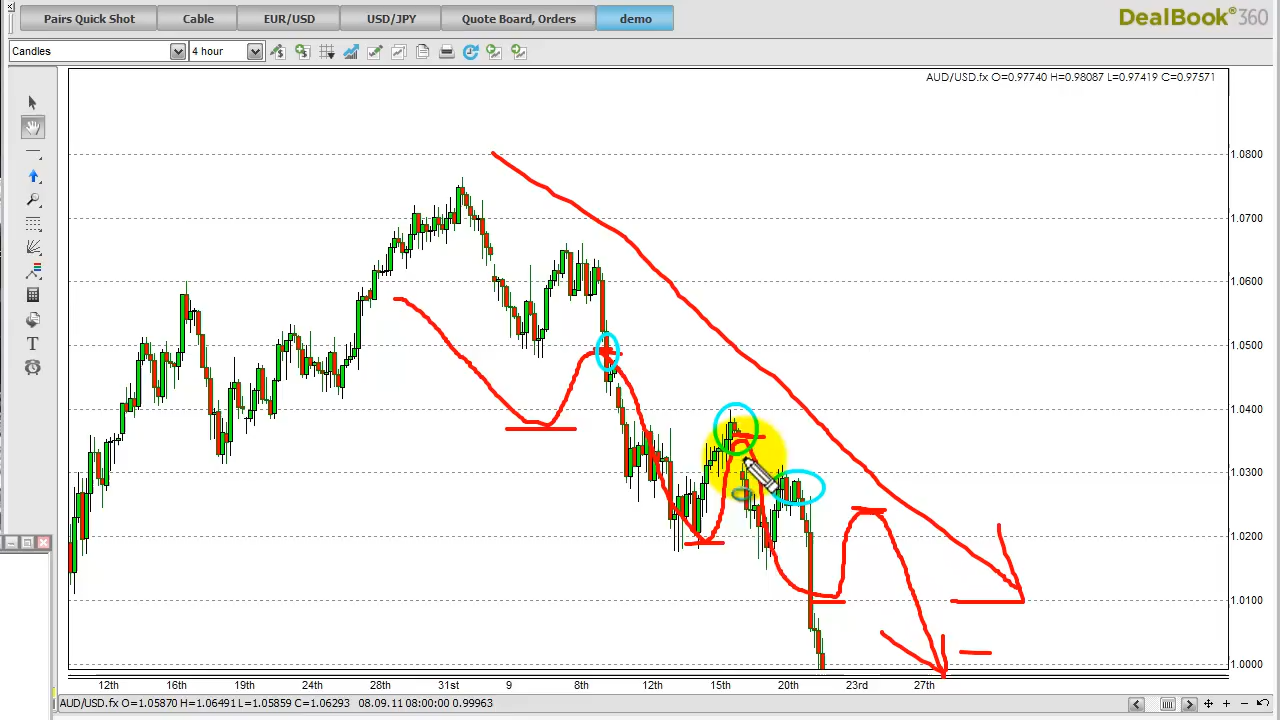 Pairs Quick Shot Cable EUR/USD USD/JPY Quote Board, Orders demo DealBook®360
Candles 4 hour
AUD/USD.fx O=0.97740 H=0.98087 L=0.97419 C=0.97571
1.0800
1.0700
1.0600
1.0500
1.0400
1.0300
1.0200
1.0100
1.0000
12th 16th 20th 24th 28th 31st 9 8th 12th 15th 20th 23rd 27th
AUD/USD.fx O=1.05870 H=1.06491 L=1.05859 C=1.06293 08.09.11 08:00:00 0.99963
T